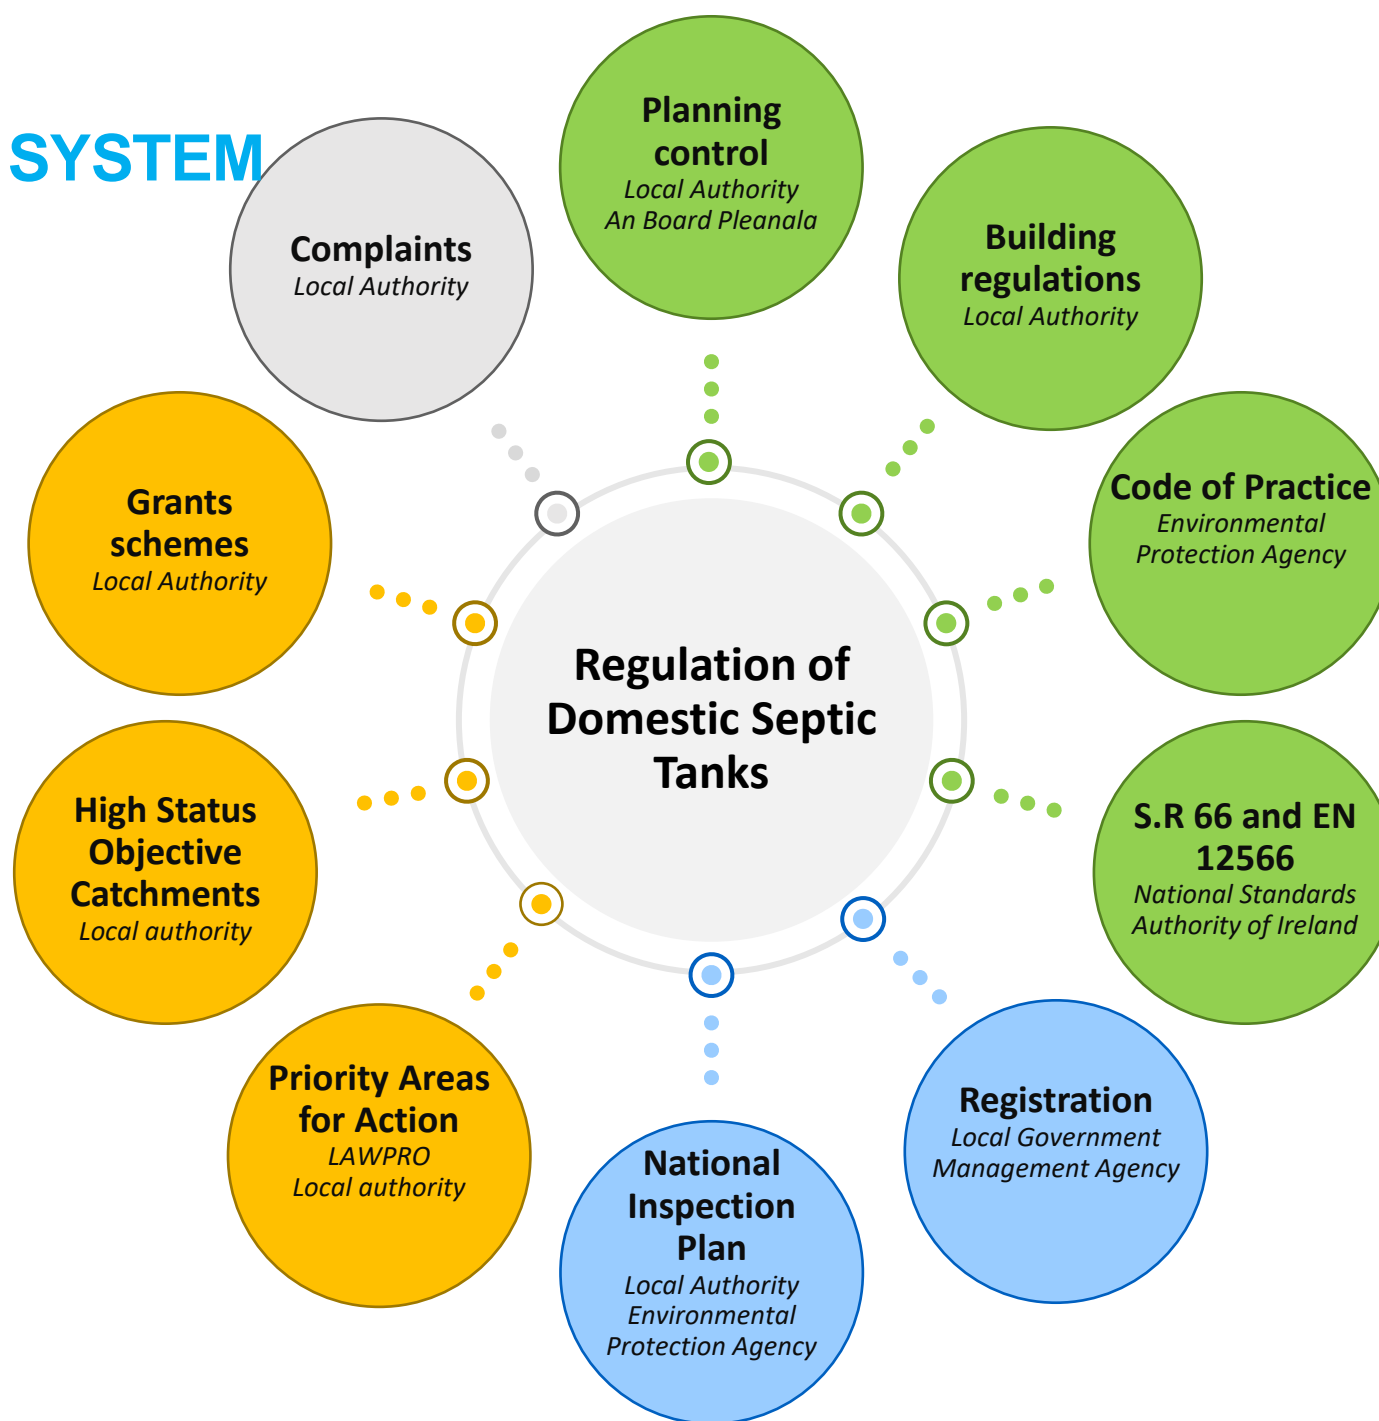 SYSTEM
Planning
control
Local Authority
An Board Pleanala
Building
regulations
Local Authority
Code of Practice
Environmental
Protection Agency
S.R 66 and EN
12566
National Standards
Authority of Ireland
Registration
Local Government
Management Agency
National
Inspection
Plan
Local Authority
Environmental
Protection Agency
Priority Areas
for Action
LAWPRO
Local authority
High Status
Objective
Catchments
Local authority
Grants
schemes
Local Authority
Complaints
Local Authority
Regulation of
Domestic Septic
Tanks